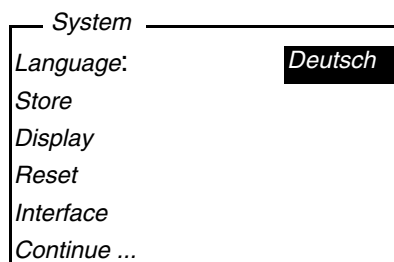 System
Language: Deutsch
Store
Display
Reset
Interface
Continue ...